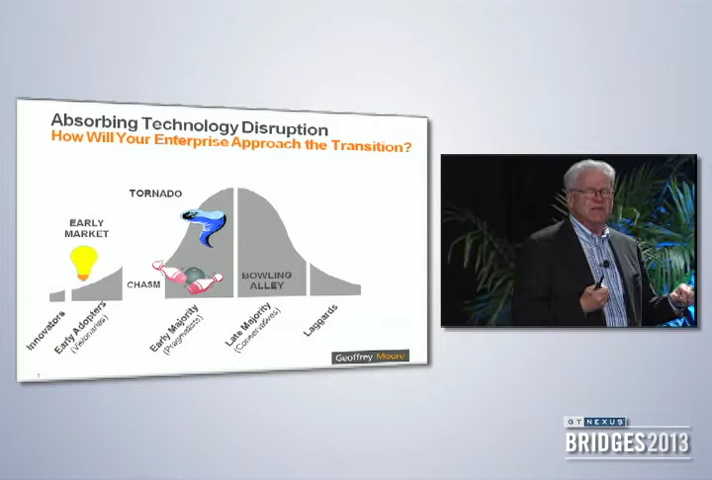 Absorbing Technology Disruption
How Will Your Enterprise Approach the Transition?
TORNADO
EARLY
MARKET
CHASM
BOWLING
ALLEY
Innovators
Early Adopters
(Visionaries)
Early Majority
(Pragmatists)
Late Majority
(Conservatives)
Laggards
Geoffrey Moore
GT NEXUS
BRIDGES2013